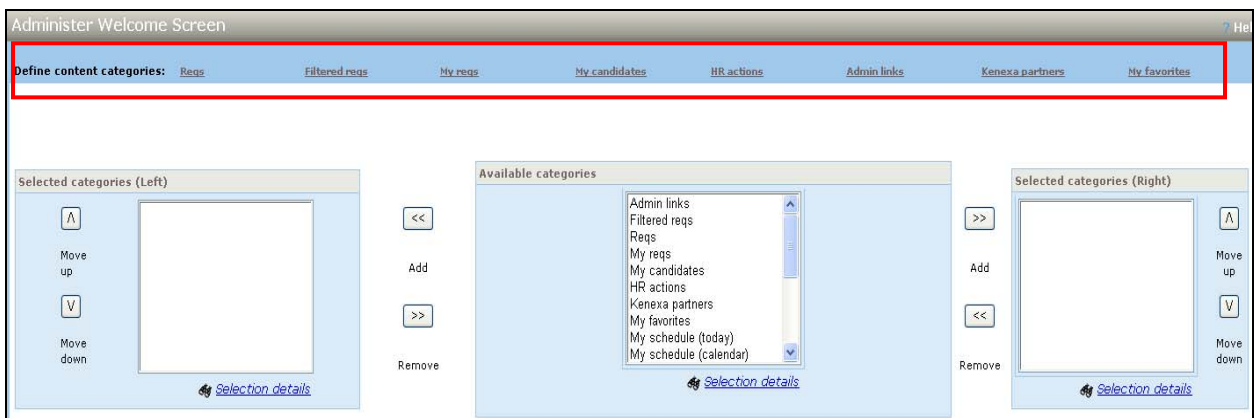 Administer Welcome Screen
? Hel
Define content categories: Reqs Filtered reqs My reqs My candidates HR actions Admin links Kenexa partners My favorites
Selected categories (Left)
Λ
Move
up
V
Move
down
Selection details
<<
Add
>>
Remove
Available categories
Admin links
Filtered reqs
Reqs
My reqs
My candidates
HR actions
Kenexa partners
My favorites
My schedule (today)
My schedule (calendar)
Selection details
>>
Add
<<
Remove
Selected categories (Right)
Λ
Move
up
V
Move
down
Selection details